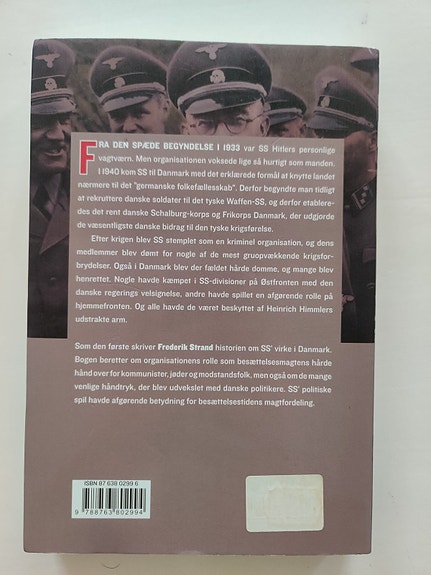 FRA DEN SPÆDE BEGYNDELSE I 1933 var SS Hitlers personlige
vagtværn. Men organisationen voksede lige så hurtigt som manden.
I 1940 kom SS til Danmark med det erklærede formål at knytte landet
nærmere til det "germanske folkefællesskab". Derfor begyndte man tidligt
at rekruttere danske soldater til det tyske Waffen-SS, og derfor etablere-
des det rent danske Schalburg-korps og Frikorps Danmark, der udgjorde
de væsentligste danske bidrag til den tyske krigsførelse.
Efter krigen blev SS stemplet som en kriminel organisation, og dens
medlemmer blev dømt for nogle af de mest gruopvækkende krigsfor-
brydelser. Også i Danmark blev der fældet hårde domme, og mange blev
henrettet. Nogle havde kæmpet i SS-divisioner på Østfronten med den
danske regerings velsignelse, andre havde spillet en afgørende rolle på
hjemmefronten. Og alle havde de været beskyttet af Heinrich Himmlers
udstrakte arm.
Som den første skriver Frederik Strand historien om SS' virke i Danmark.
Bogen beretter om organisationens rolle som besættelsesmagtens hårde
hånd over for kommunister, jøder og modstandsfolk, men også om de mange
venlige håndtryk, der blev udvekslet med danske politikere. SS' politiske
spil havde afgørende betydning for besættelsestidens magtfordeling.
ISBN 87 638 0299 6
9 788763 802994